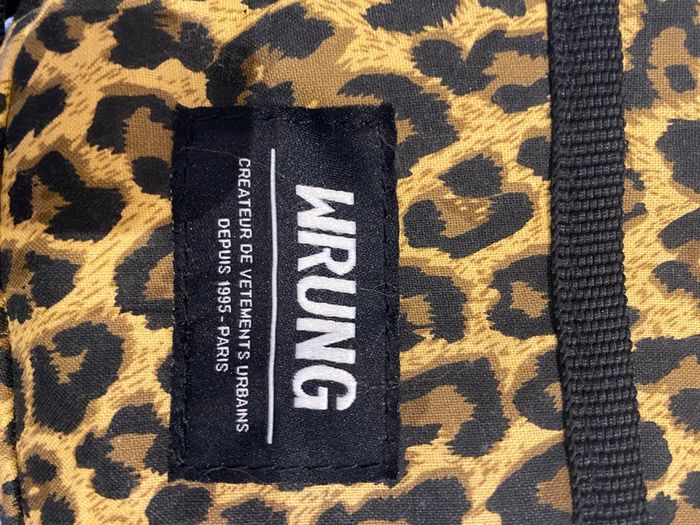 WRUNG
CREATEUR DE VETEMENTS URBAINS
DEPUIS 1995 - PARIS